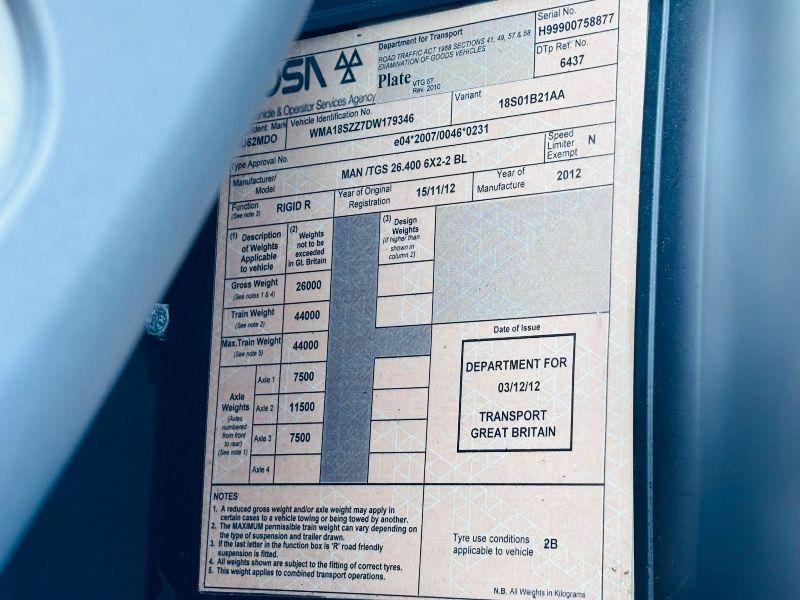 Department for Transport
ROAD TRAFFIC ACT 1988 SECTIONS 41, 49, 57 & 58
EXAMINATION OF GOODS VEHICLES
Plate VTG 6T
Rev. 2010
Serial No.
H99900758877
DTp Ref. No.
6437
Vehicle & Operator Services Agency
Ident. Mark
U62MDO
Vehicle Identification No.
WMA18SZZ7DW179346
Variant
18S01B21AA
Type Approval No.
e04*2007/0046*0231
Manufacturer/
Model
MAN /TGS 26.400 6X2-2 BL
Speed
Limiter
Exempt N
Function
(See note 3)
RIGID R
Year of Original
Registration
15/11/12
Year of
Manufacture
2012
(1) Description
of Weights
Applicable
to vehicle
(2) Weights
not to be
exceeded
in Gt. Britain
(3) Design
Weights
(if higher than
shown in
column 2)
Gross Weight
(See notes 1 & 4)
26000
Train Weight
(See note 2)
44000
Max. Train Weight
(See note 5)
44000
Axle
Weights
(Axles
numbered
from front
to rear)
(See note 1)
Axle 1 7500
Axle 2 11500
Axle 3 7500
Axle 4
Date of Issue
DEPARTMENT FOR
03/12/12
TRANSPORT
GREAT BRITAIN
NOTES
1. A reduced gross weight and/or axle weight may apply in
certain cases to a vehicle towing or being towed by another.
2. The MAXIMUM permissible train weight can vary depending on
the type of suspension and trailer drawn.
3. If the last letter in the function box is 'R' road friendly
suspension is fitted.
4. All weights shown are subject to the fitting of correct tyres.
5. This weight applies to combined transport operations.
Tyre use conditions
applicable to vehicle 2B
N.B. All Weights in Kilograms